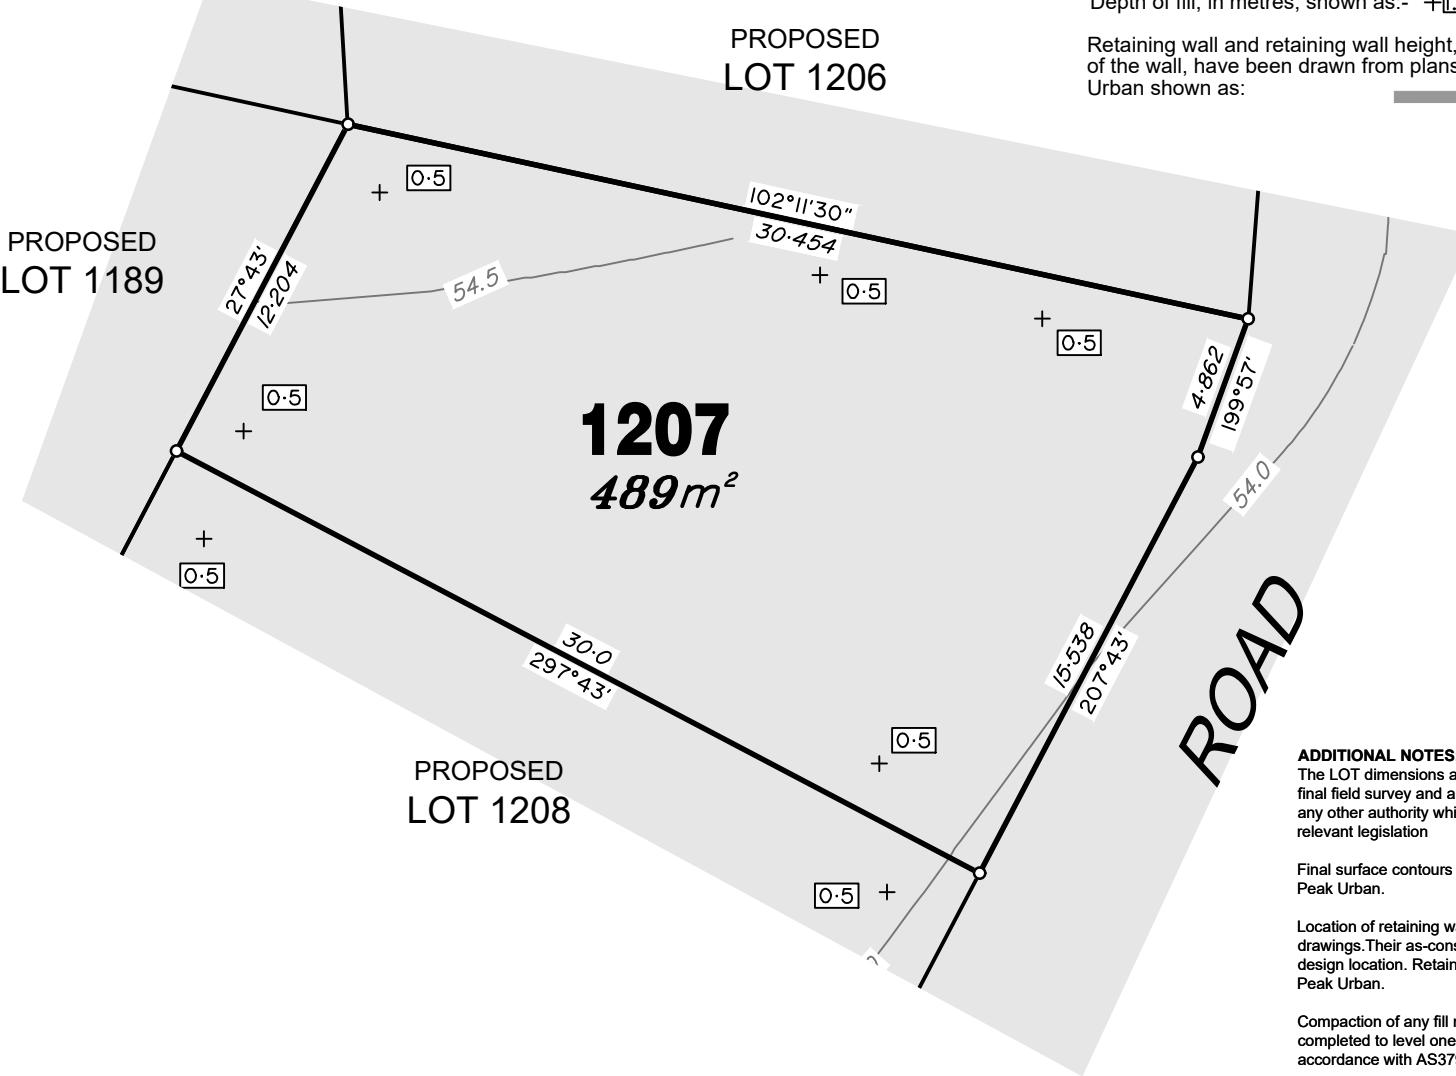 Depth of fill, in metres, shown as:-
Retaining wall and retaining wall height,
of the wall, have been drawn from plans
Urban shown as:
PROPOSED
LOT 1206
0·5
102°11'30"
30·454
0·5
0·5
PROPOSED
LOT 1189
27°43'
12·204
54.5
4·862
199°57'
0·5
1207
489m²
54.0
0·5
30·0
297°43'
15·538
207°43'
ROAD
0·5
PROPOSED
LOT 1208
0·5
ADDITIONAL NOTES
The LOT dimensions a
final field survey and a
any other authority whi
relevant legislation
Final surface contours
Peak Urban.
Location of retaining w
drawings.Their as-cons
design location. Retain
Peak Urban.
Compaction of any fill
completed to level one
accordance with AS37